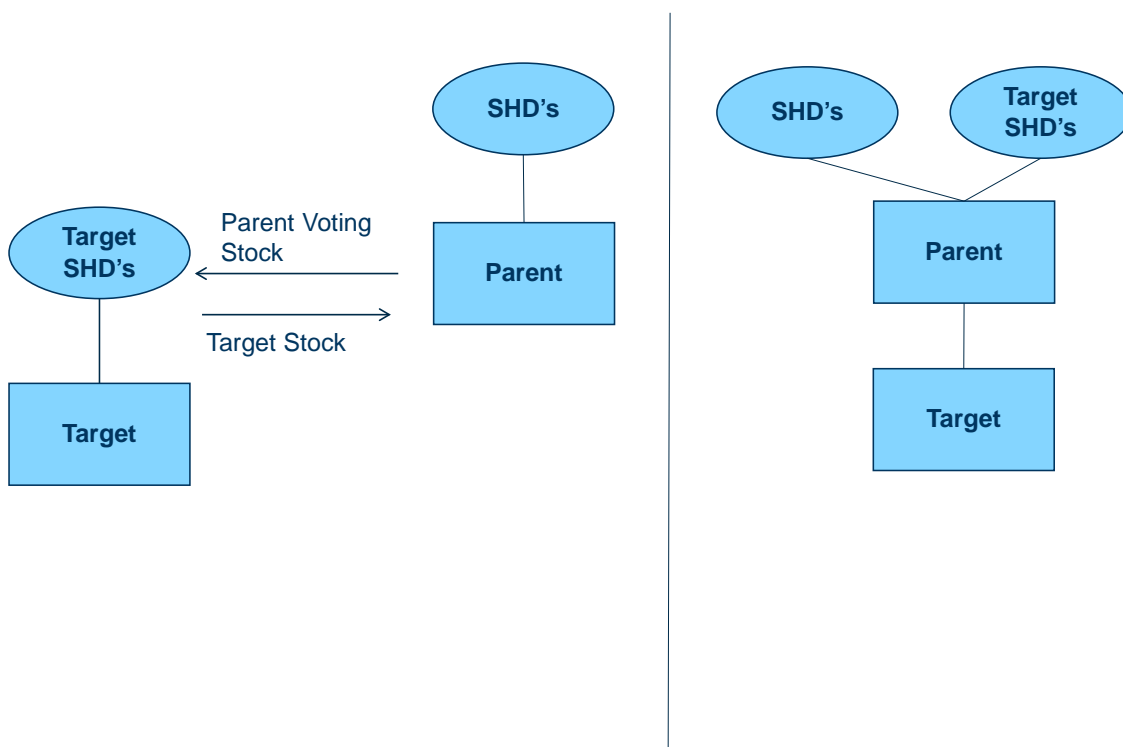 SHD's
Parent Voting
Stock
Target
SHD's
Parent
Target Stock
Target
SHD's
Target
SHD's
Parent
Target